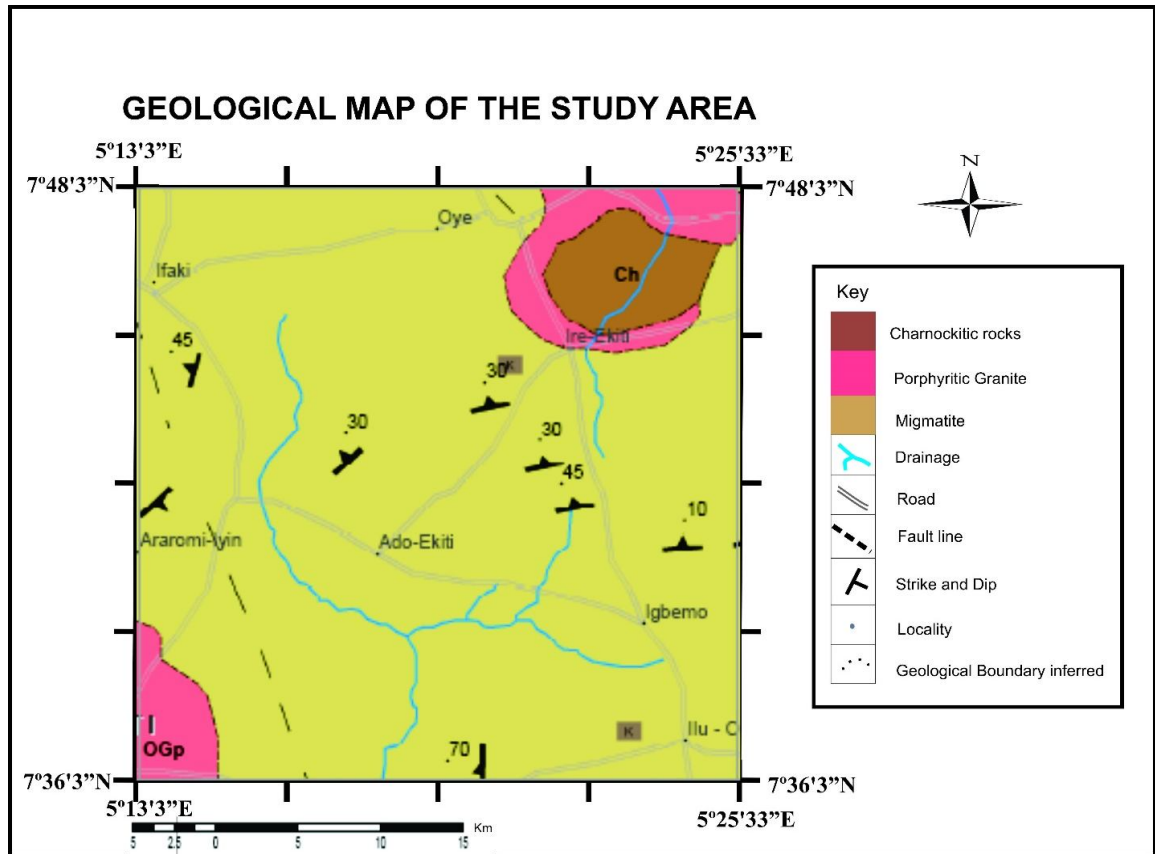 GEOLOGICAL MAP OF THE STUDY AREA
5º13'3”E
5º25'33”E
7º48'3”N
7º48'3”N
N
Oye
Ifaki
Ch
Ire-Ekiti
45
30
K
30
30
45
10
Araromi-Iyin
Ado-Ekiti
Igbemo
Ilu - O
K
OGp
70
7º36'3”N
7º36'3”N
5º13'3”E
5º25'33”E
5 2.5 0 5 10 15 Km
Key
Charnockitic rocks
Porphyritic Granite
Migmatite
Drainage
Road
Fault line
Strike and Dip
Locality
Geological Boundary inferred